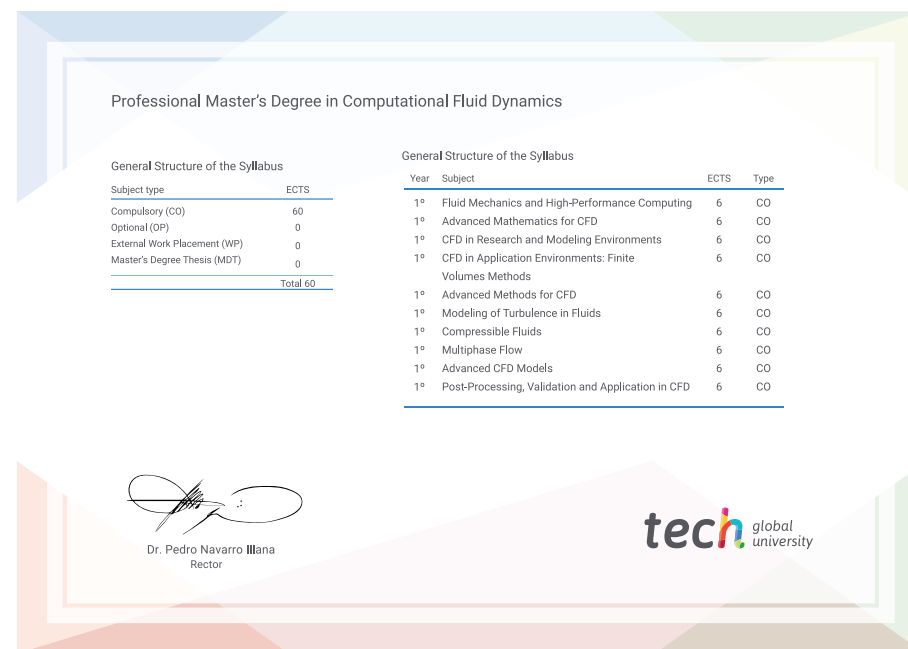 Professional Master's Degree in Computational Fluid Dynamics
General Structure of the Syllabus
Subject type ECTS
Compulsory (CO) 60
Optional (OP) 0
External Work Placement (WP) 0
Master's Degree Thesis (MDT) 0
Total 60
General Structure of the Syllabus
Year Subject ECTS Type
1º Fluid Mechanics and High-Performance Computing 6 CO
1º Advanced Mathematics for CFD 6 CO
1º CFD in Research and Modeling Environments 6 CO
1º CFD in Application Environments: Finite 6 CO
Volumes Methods
1º Advanced Methods for CFD 6 CO
1º Modeling of Turbulence in Fluids 6 CO
1º Compressible Fluids 6 CO
1º Multiphase Flow 6 CO
1º Advanced CFD Models 6 CO
1º Post-Processing, Validation and Application in CFD 6 CO
Dr. Pedro Navarro Illana
Rector
tech global
university